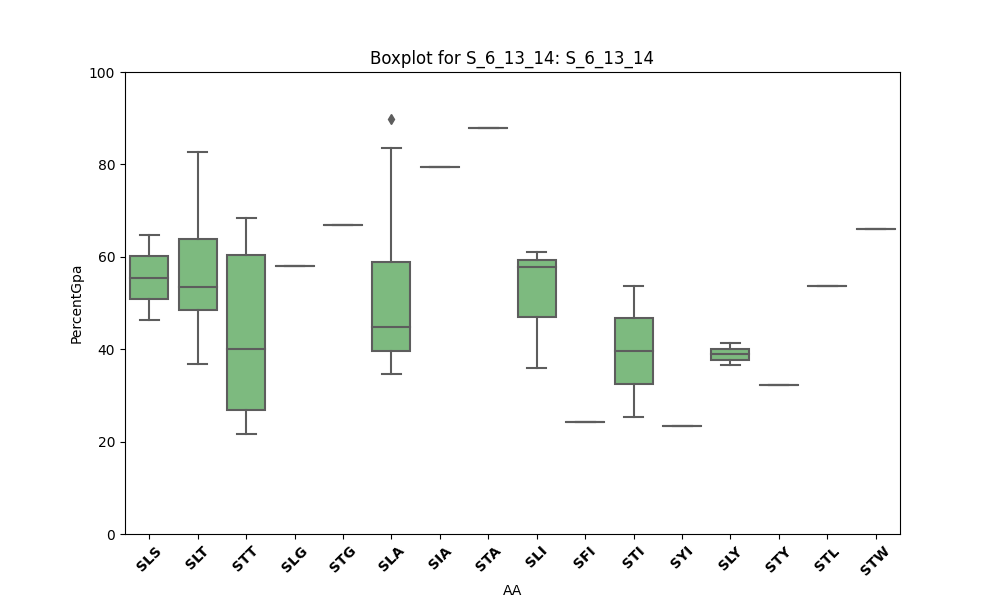 Boxplot for S_6_13_14: S_6_13_14
100
80
60
40
20
0
PercentGpa
SLS SLT STT SLG STG SLA SIA STA SLI SFI STI SYI SLY STY STL STW
AA